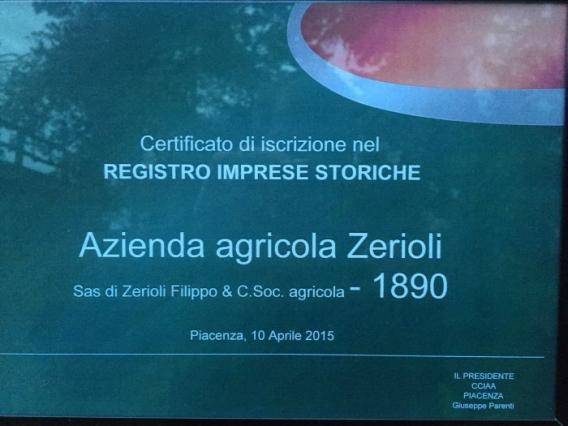 Certificato di iscrizione nel
REGISTRO IMPRESE STORICHE
Azienda agricola Zerioli
Sas di Zerioli Filippo & C.Soc. agricola - 1890
Piacenza, 10 Aprile 2015
IL PRESIDENTE
CCIAA
PIACENZA
Giuseppe Parenti